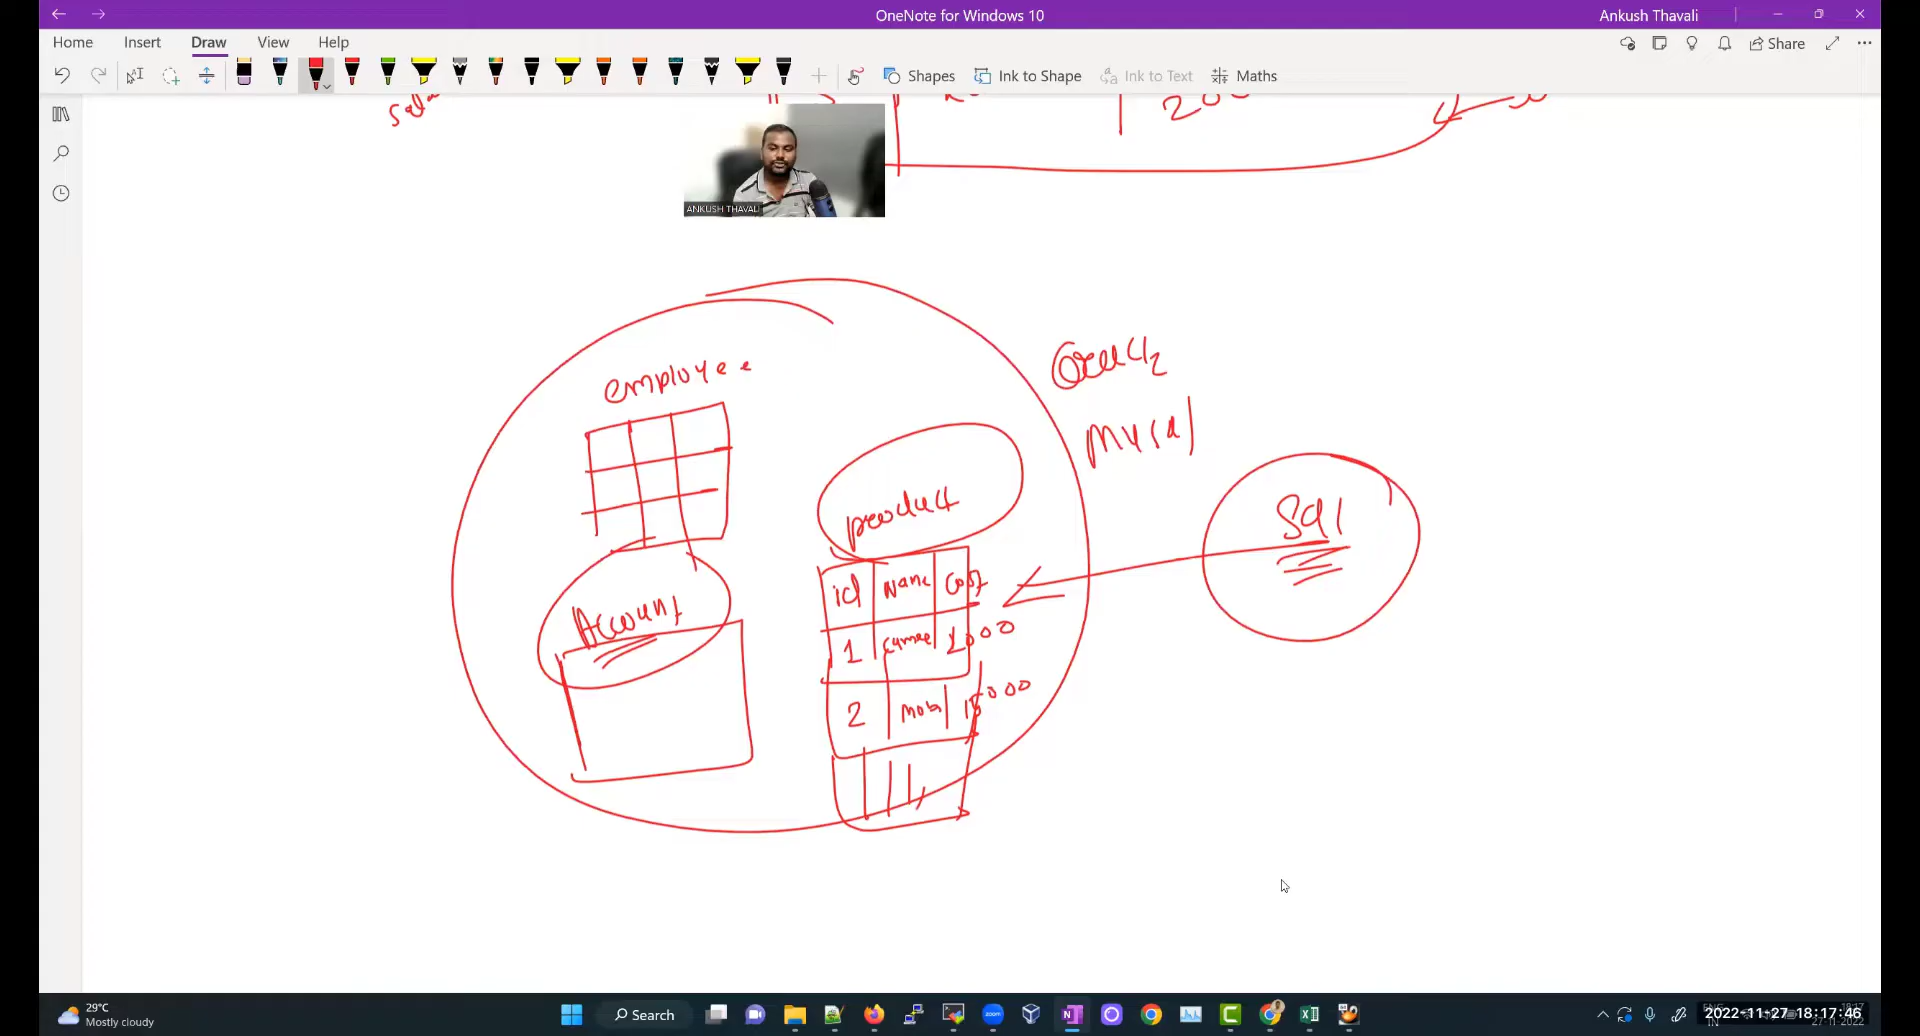 OneNote for Windows 10
Ankush Thavali
Home Insert Draw View Help
Share
Shapes Ink to Shape Ink to Text Maths
ANKUSH THAVALI
employee
mysql
product
Sql
id Name Cost
Account
1
2 Mob 15000
29°C
Mostly cloudy
Search
zoom
2022-11-27 18:17:46